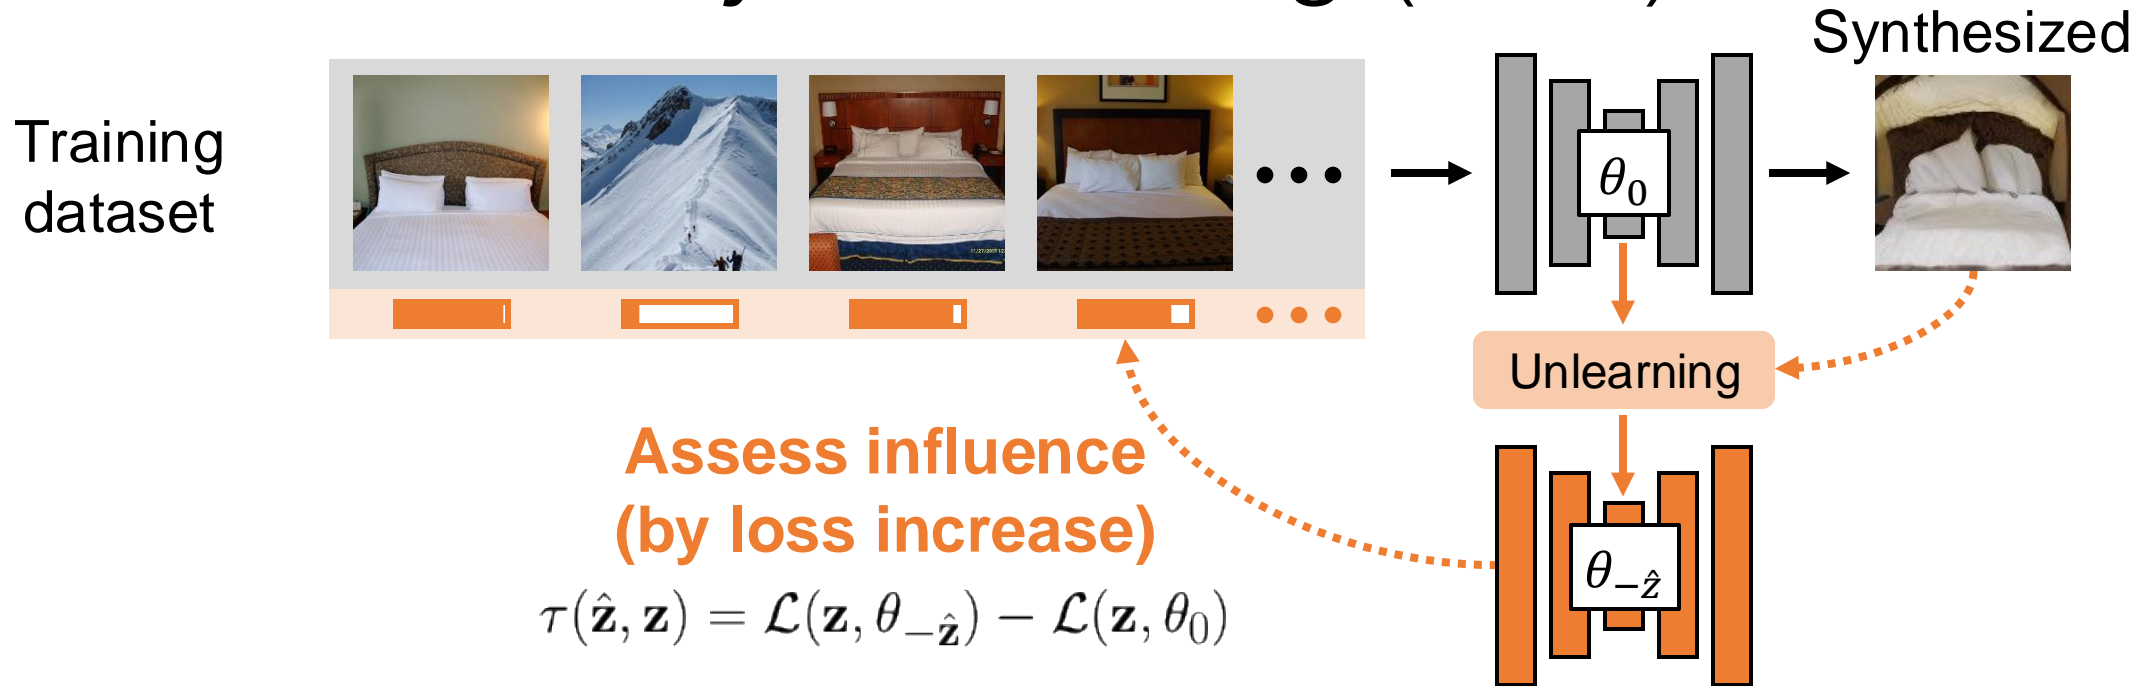 Synthesized
Training
dataset
θ₀
Unlearning
Assess influence
(by loss increase)
θ₋ẑ
τ(ẑ, z) = ℒ(z, θ₋ẑ) − ℒ(z, θ₀)